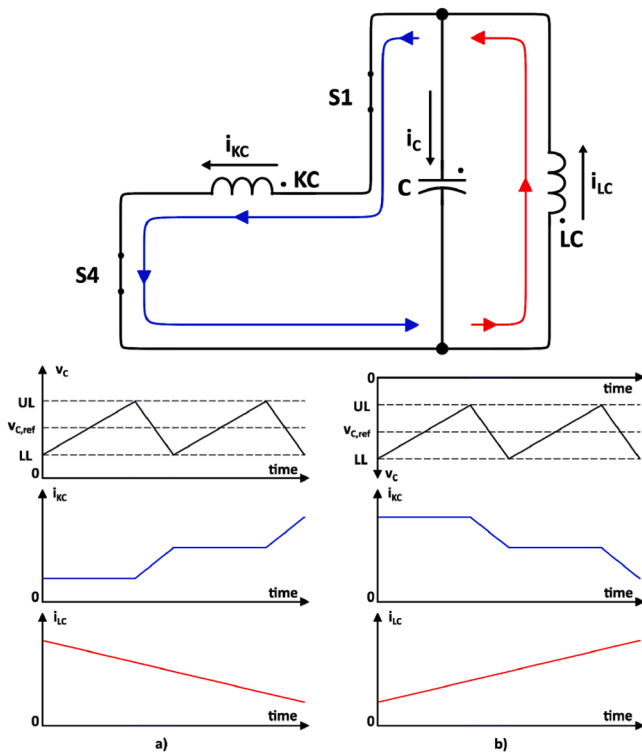 S1
i_KC
KC
i_C
C
i_LC
LC
S4
v_C
UL
v_C,ref
LL
0
time
0
time
UL
v_C,ref
LL
v_C
i_KC
0
time
i_KC
0
time
i_LC
0
time
i_LC
0
time
a)
b)